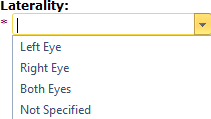 Laterality:
*
Left Eye
Right Eye
Both Eyes
Not Specified